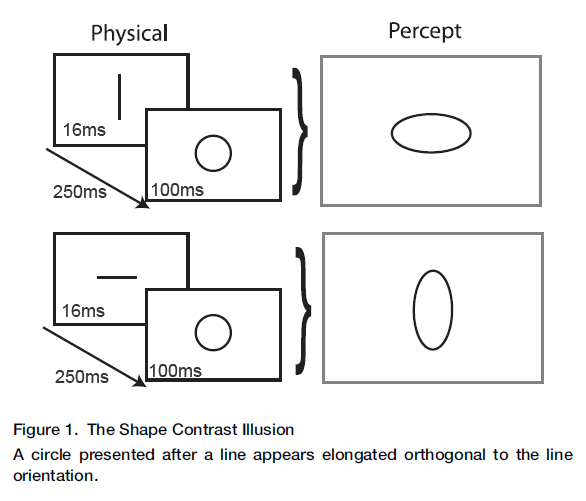 Physical
Percept
16ms
250ms
100ms
16ms
250ms
100ms
Figure 1. The Shape Contrast Illusion
A circle presented after a line appears elongated orthogonal to the line
orientation.